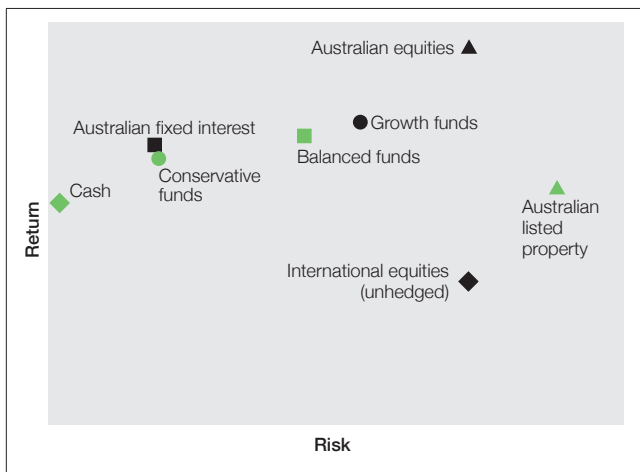 Australian equities
Growth funds
Australian fixed interest
Balanced funds
Conservative
funds
Cash
Australian
listed
property
International equities
(unhedged)
Return
Risk